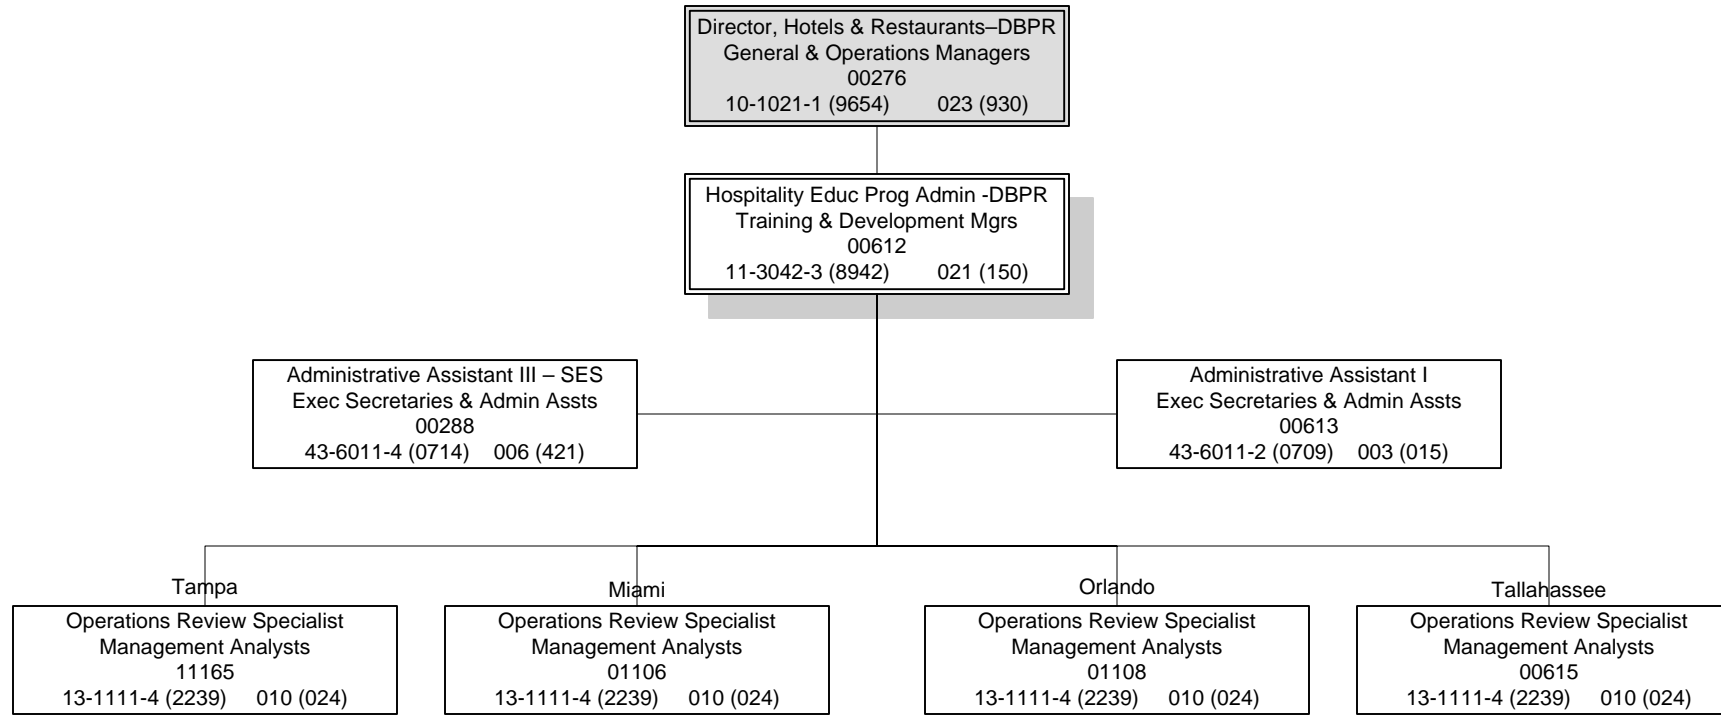 Director, Hotels & Restaurants–DBPR
General & Operations Managers
00276
10-1021-1 (9654) 023 (930)
Hospitality Educ Prog Admin -DBPR
Training & Development Mgrs
00612
11-3042-3 (8942) 021 (150)
Administrative Assistant III – SES
Exec Secretaries & Admin Assts
00288
43-6011-4 (0714) 006 (421)
Administrative Assistant I
Exec Secretaries & Admin Assts
00613
43-6011-2 (0709) 003 (015)
Tampa
Operations Review Specialist
Management Analysts
11165
13-1111-4 (2239) 010 (024)
Miami
Operations Review Specialist
Management Analysts
01106
13-1111-4 (2239) 010 (024)
Orlando
Operations Review Specialist
Management Analysts
01108
13-1111-4 (2239) 010 (024)
Tallahassee
Operations Review Specialist
Management Analysts
00615
13-1111-4 (2239) 010 (024)